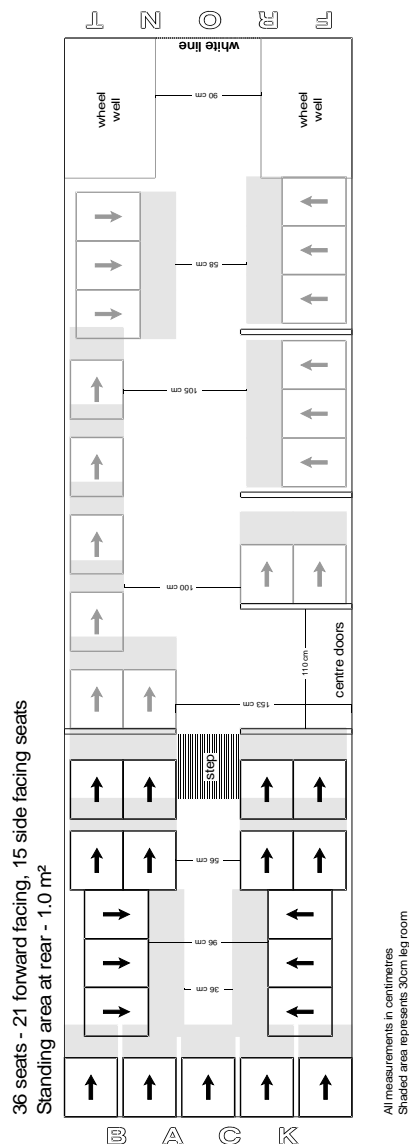 FRONT
white line
wheel
well
wheel
well
90 cm
58 cm
105 cm
100 cm
110 cm
centre doors
153 cm
step
56 cm
96 cm
36 cm
BACK
36 seats - 21 forward facing, 15 side facing seats
Standing area at rear - 1.0 m²
All measurements in centimetres
Shaded area represents 30cm leg room